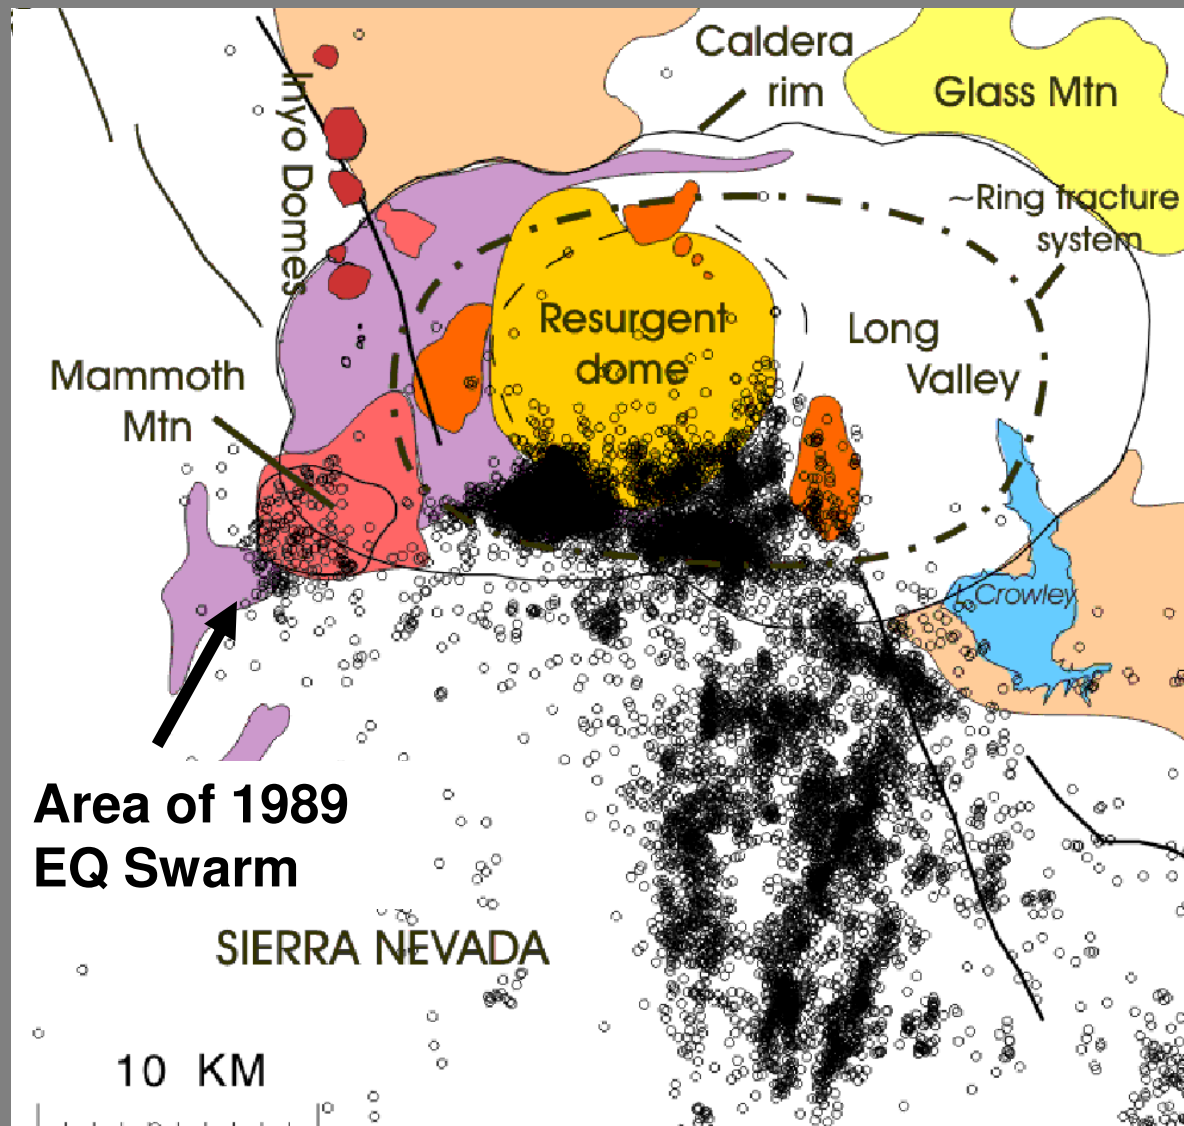 Caldera
rim
Glass Mtn
Inyo Domes
~Ring fracture
system
Resurgent
dome
Long
Valley
Mammoth
Mtn
Crowley
Area of 1989
EQ Swarm
SIERRA NEVADA
10 KM